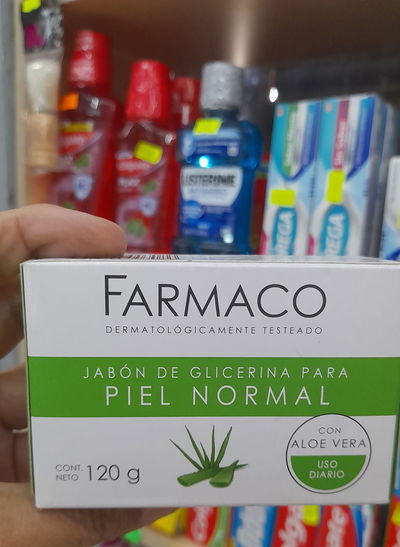 LISTERINE
FARMACO
DERMATOLÓGICAMENTE TESTEADO
JABÓN DE GLICERINA PARA
PIEL NORMAL
CON
ALOE VERA
USO
DIARIO
CONT.
NETO 120 g